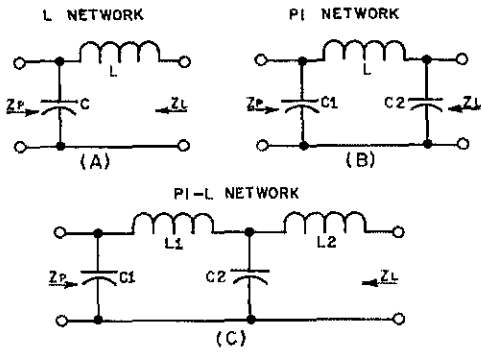 L NETWORK
PI NETWORK
L
C
ZP
ZL
(A)
L
C1
C2
ZP
ZL
(B)
PI-L NETWORK
L1
L2
C1
C2
ZP
ZL
(C)